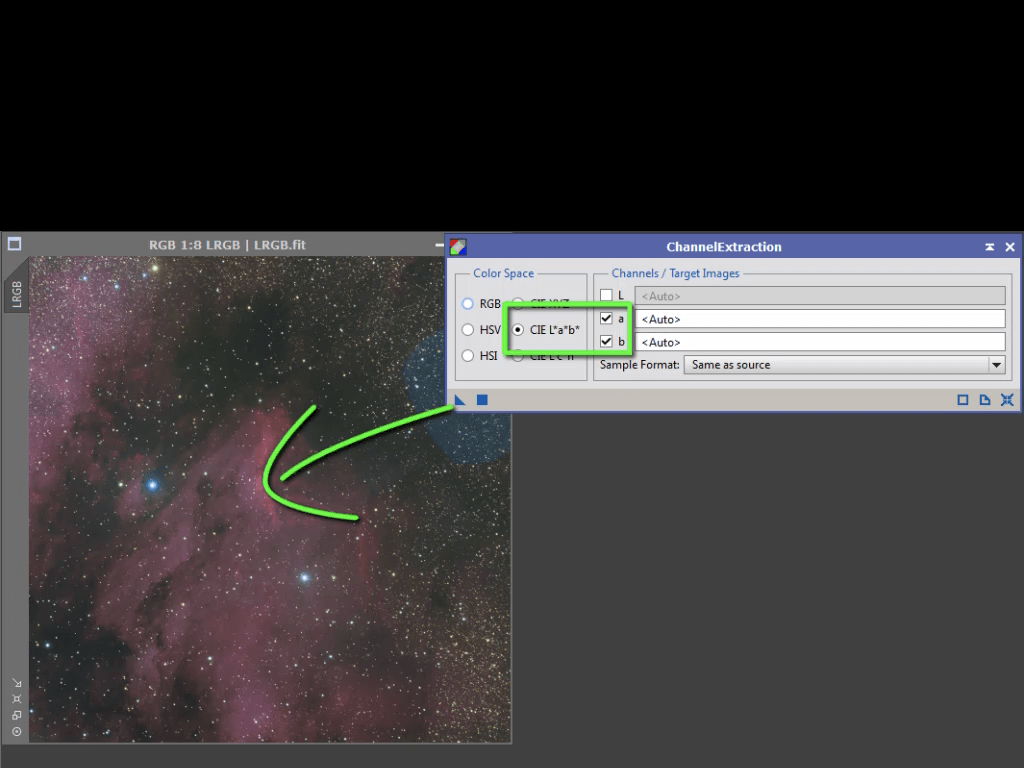 RGB 1:8 LRGB | LRGB.fit
LRGB
ChannelExtraction
Color Space
RGB
CIE XYZ
HSV
CIE L*a*b*
HSI
CIE L*c*h*
Channels / Target Images
L <Auto>
a <Auto>
b <Auto>
Sample Format: Same as source